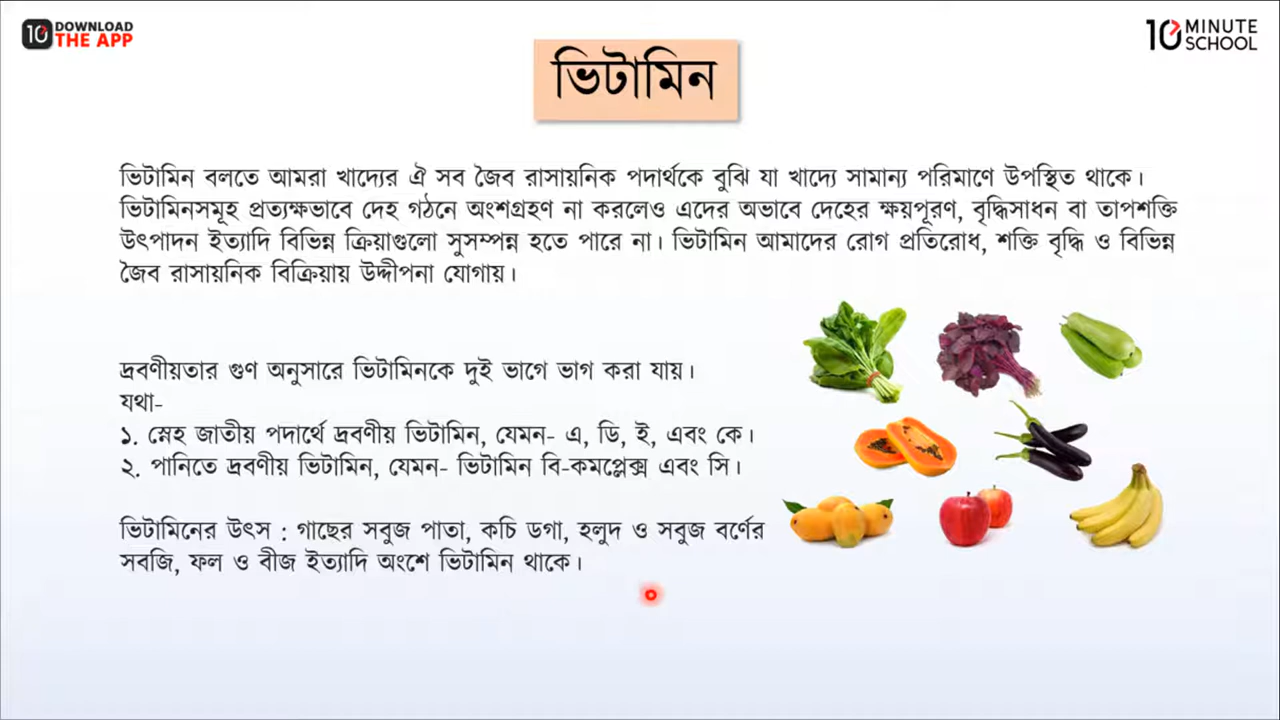 10 DOWNLOAD
THE APP
10 MINUTE
SCHOOL
ভিটামিন
ভিটামিন বলতে আমরা খাদ্যের ঐ সব জৈব রাসায়নিক পদার্থকে বুঝি যা খাদ্যে সামান্য পরিমাণে উপস্থিত থাকে।
ভিটামিনসমূহ প্রত্যক্ষভাবে দেহ গঠনে অংশগ্রহণ না করলেও এদের অভাবে দেহের ক্ষয়পূরণ, বৃদ্ধিসাধন বা তাপশক্তি
উৎপাদন ইত্যাদি বিভিন্ন ক্রিয়াগুলো সুসম্পন্ন হতে পারে না। ভিটামিন আমাদের রোগ প্রতিরোধ, শক্তি বৃদ্ধি ও বিভিন্ন
জৈব রাসায়নিক বিক্রিয়ায় উদ্দীপনা যোগায়।
দ্রবণীয়তার গুণ অনুসারে ভিটামিনকে দুই ভাগে ভাগ করা যায়।
যথা-
১. স্নেহ জাতীয় পদার্থে দ্রবণীয় ভিটামিন, যেমন- এ, ডি, ই, এবং কে।
২. পানিতে দ্রবণীয় ভিটামিন, যেমন- ভিটামিন বি-কমপ্লেক্স এবং সি।
ভিটামিনের উৎস : গাছের সবুজ পাতা, কচি ডগা, হলুদ ও সবুজ বর্ণের
সবজি, ফল ও বীজ ইত্যাদি অংশে ভিটামিন থাকে।